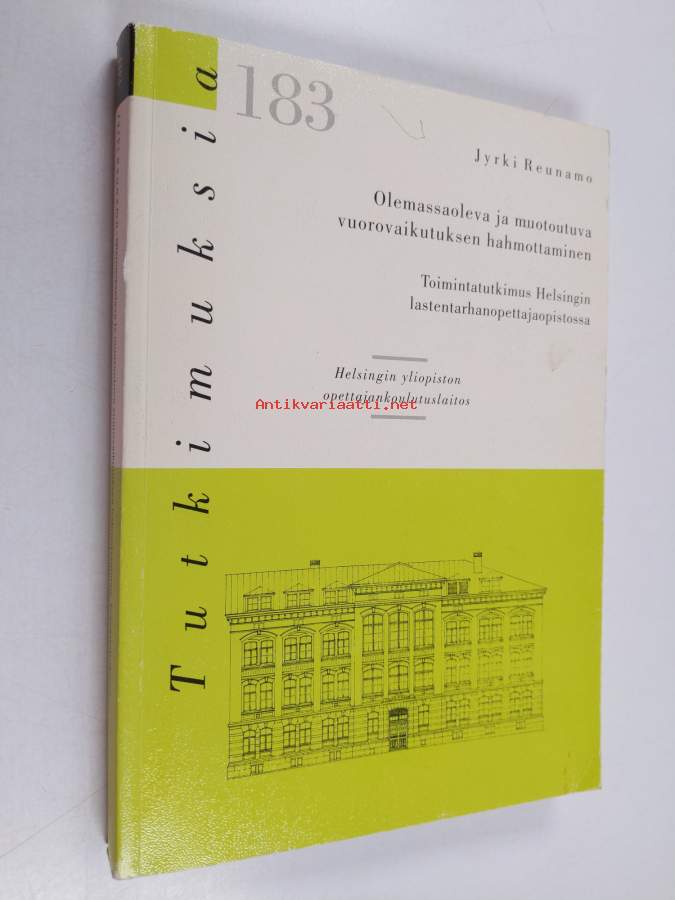 Tutkimuksia
183
Jyrki Reunamo
Olemassaoleva ja muotoutuva
vuorovaikutuksen hahmottaminen
Toimintatutkimus Helsingin
lastentarhanopettajaopistossa
Helsingin yliopiston
opettajankoulutuslaitos
Antikvariaatti.net